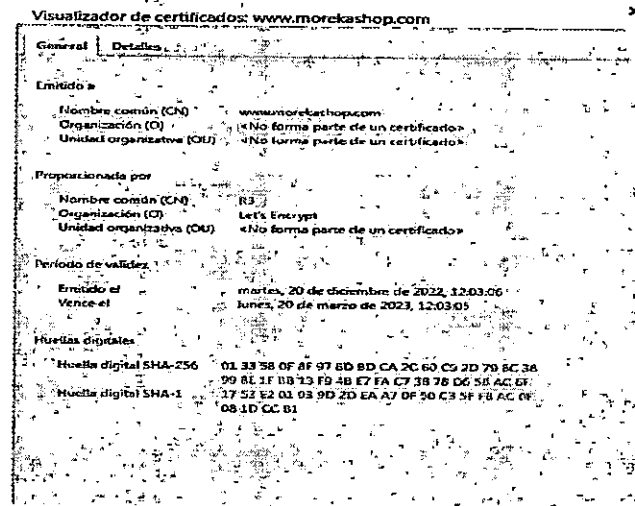 Visualizador de certificados: www.morekashop.com
×
General Detalles
Emitido a
Nombre común (CN) www.morekashop.com
Organización (O) <No forma parte de un certificado>
Unidad organizativa (OU) <No forma parte de un certificado>
Proporcionada por
Nombre común (CN) R3
Organización (O) Let's Encrypt
Unidad organizativa (OU) <No forma parte de un certificado>
Período de validez
Emitido el martes, 20 de diciembre de 2022, 12:03:06
Vence el lunes, 20 de marzo de 2023, 12:03:05
Huellas digitales
Huella digital SHA-256 01 33 58 0F 8F 97 BD BD CA 2C 60 C9 2D 79 8C 38
99 8E 1F BB 13 F9 4B E7 FA C7 38 78 D6 58 AC 6F
Huella digital SHA-1 17 52 E2 01 03 9D 2D EA A7 0F 50 C3 5F F8 AC 0F
08 1D CC B1